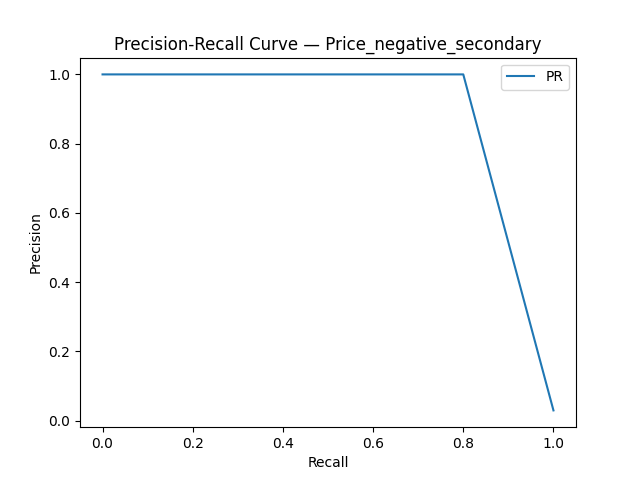 Precision-Recall Curve — Price_negative_secondary
PR
1.0
0.8
0.6
0.4
0.2
0.0
Precision
0.0 0.2 0.4 0.6 0.8 1.0
Recall